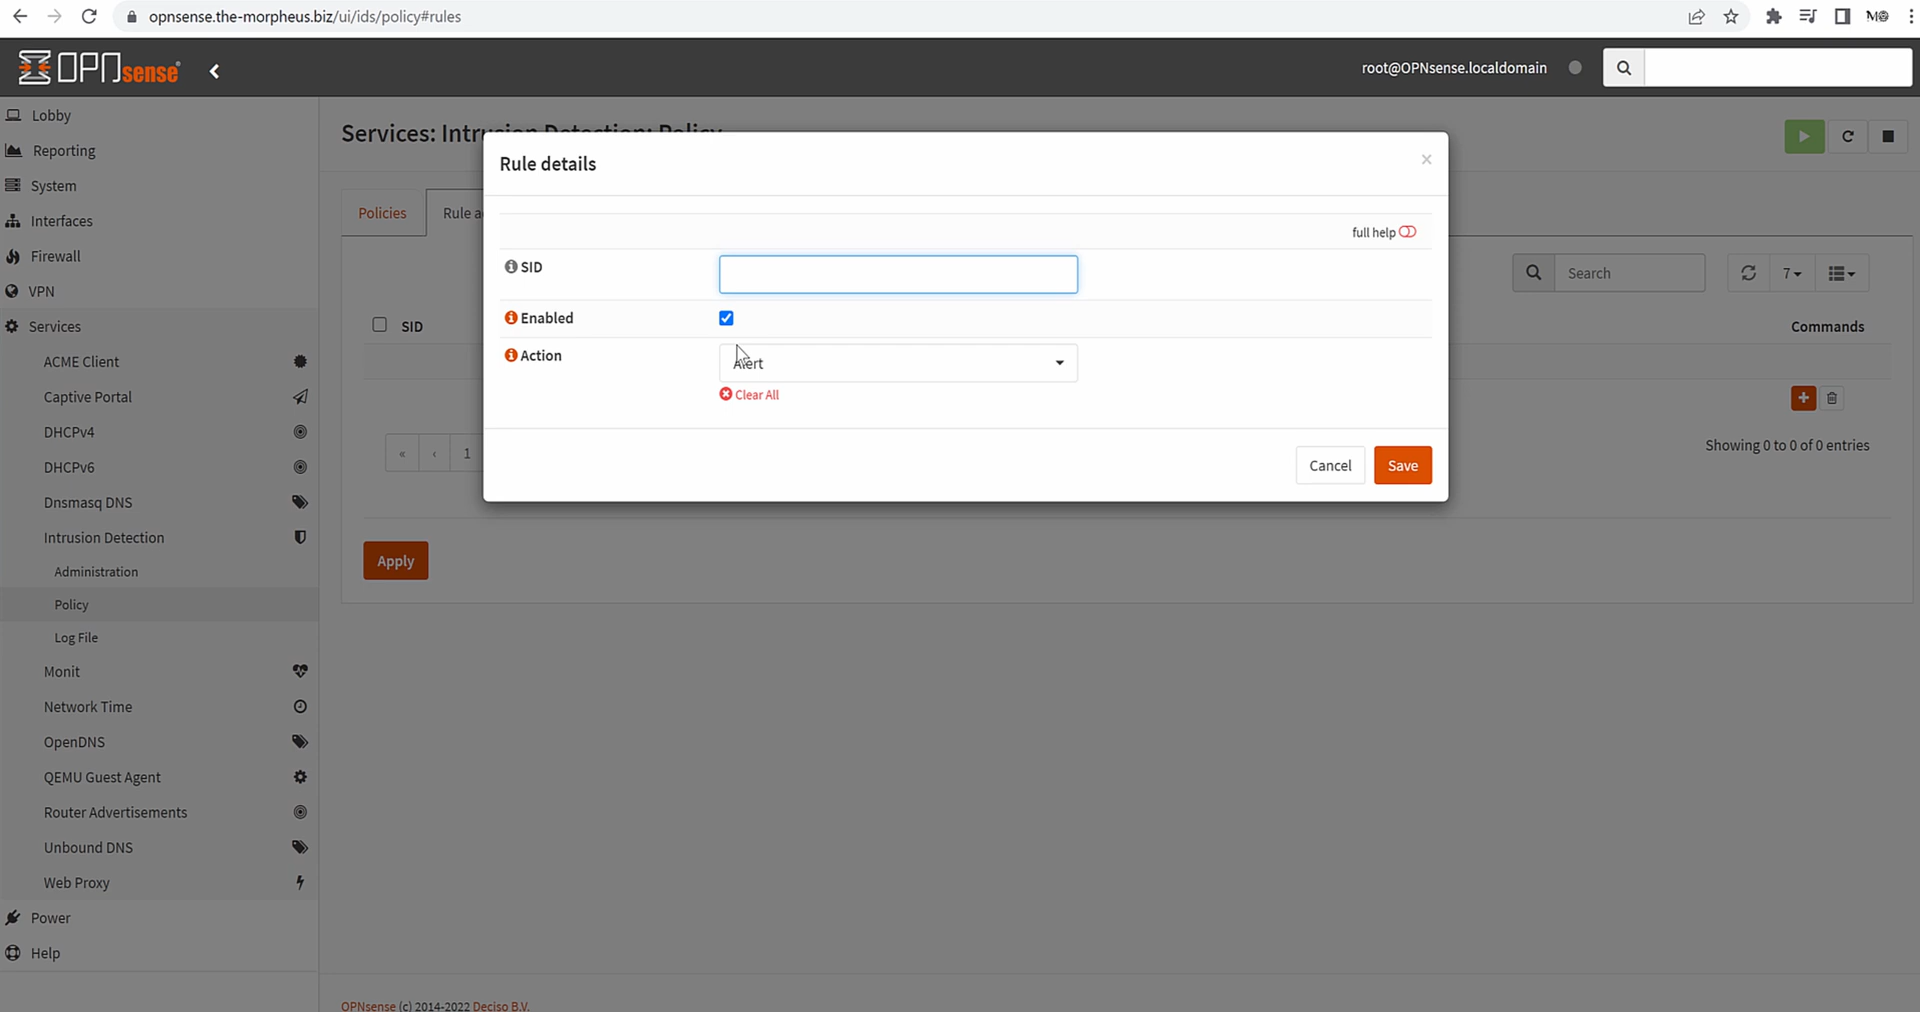 opnsense.the-morpheus.biz/ui/ids/policy#rules
OPNsense
root@OPNsense.localdomain
Lobby
Reporting
System
Interfaces
Firewall
VPN
Services
ACME Client
Captive Portal
DHCPv4
DHCPv6
Dnsmasq DNS
Intrusion Detection
Administration
Policy
Log File
Monit
Network Time
OpenDNS
QEMU Guest Agent
Router Advertisements
Unbound DNS
Web Proxy
Power
Help
Services: Intrusion Detection: Policy
Policies
Rule
Rule details
×
full help
SID
Enabled
Action
Alert
Clear All
Cancel
Save
Search
7
SID
Commands
« ‹ 1
Showing 0 to 0 of 0 entries
Apply
OPNsense (c) 2014-2022 Deciso B.V.